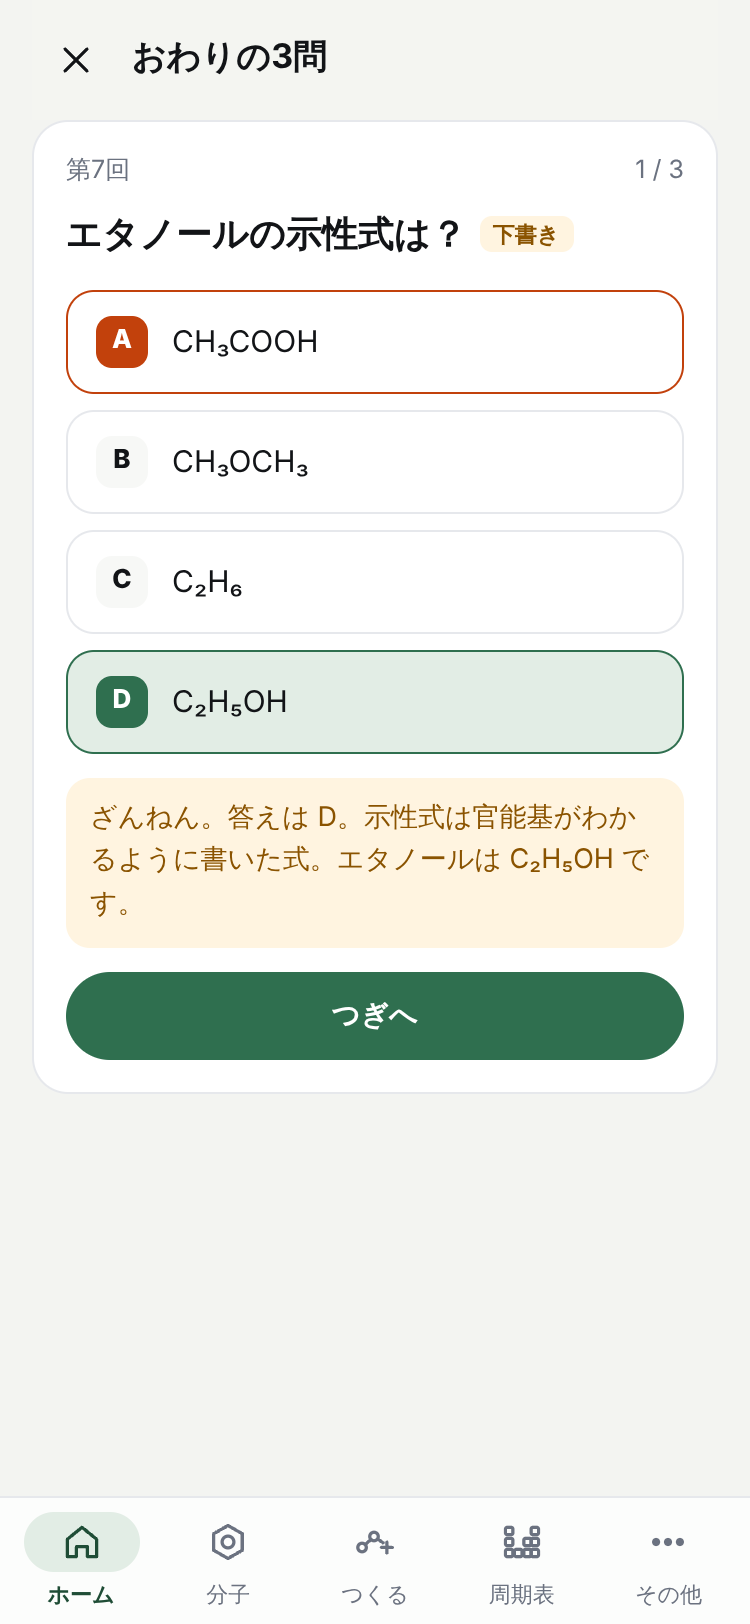 おわりの3問
第7回
1 / 3
エタノールの示性式は？ 下書き
A CH₃COOH
B CH₃OCH₃
C C₂H₆
D C₂H₅OH
ざんねん。答えは D。示性式は官能基がわか
るように書いた式。エタノールは C₂H₅OH で
す。
つぎへ
ホーム
分子
つくる
周期表
その他